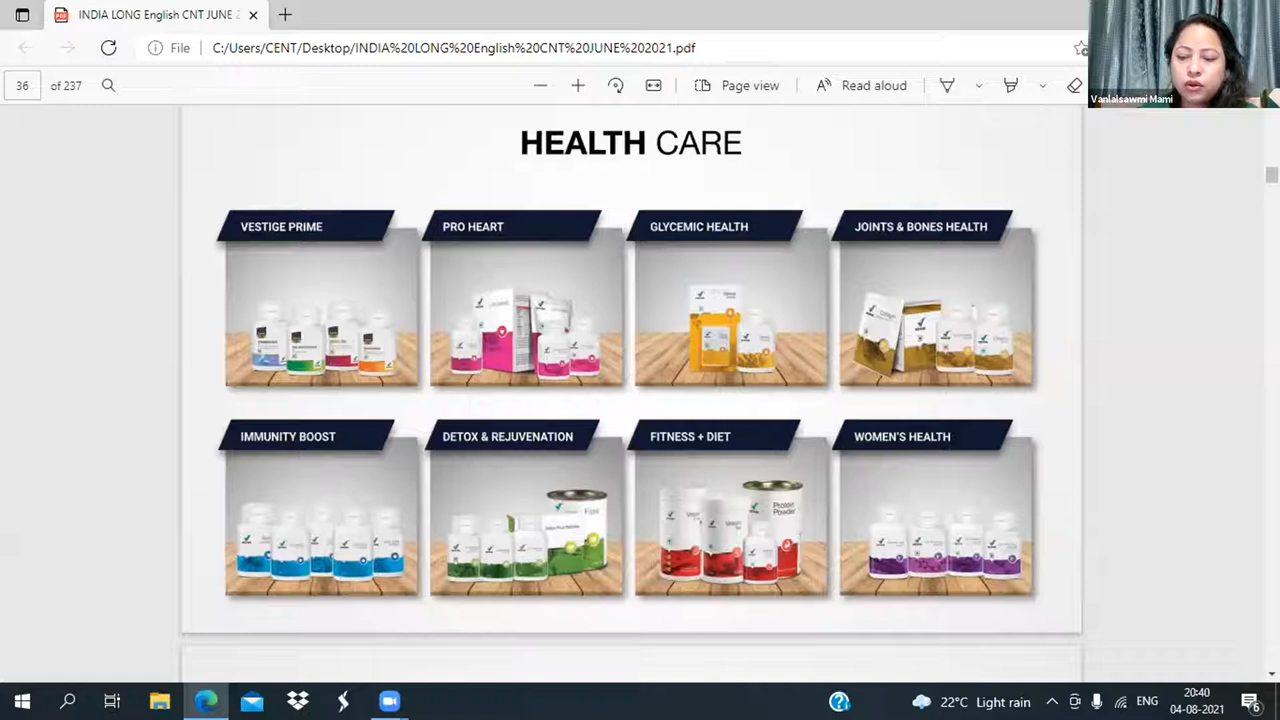 INDIA LONG English CNT JUNE 2
File
C:/Users/CENT/Desktop/INDIA%20LONG%20English%20CNT%20JUNE%202021.pdf
36 of 237
Page view
Read aloud
Vanlalsawmi Mami
HEALTH CARE
VESTIGE PRIME
PRO HEART
GLYCEMIC HEALTH
JOINTS & BONES HEALTH
IMMUNITY BOOST
DETOX & REJUVENATION
FITNESS + DIET
WOMEN'S HEALTH
Protein
Powder
22°C Light rain
ENG
20:40
04-08-2021
6